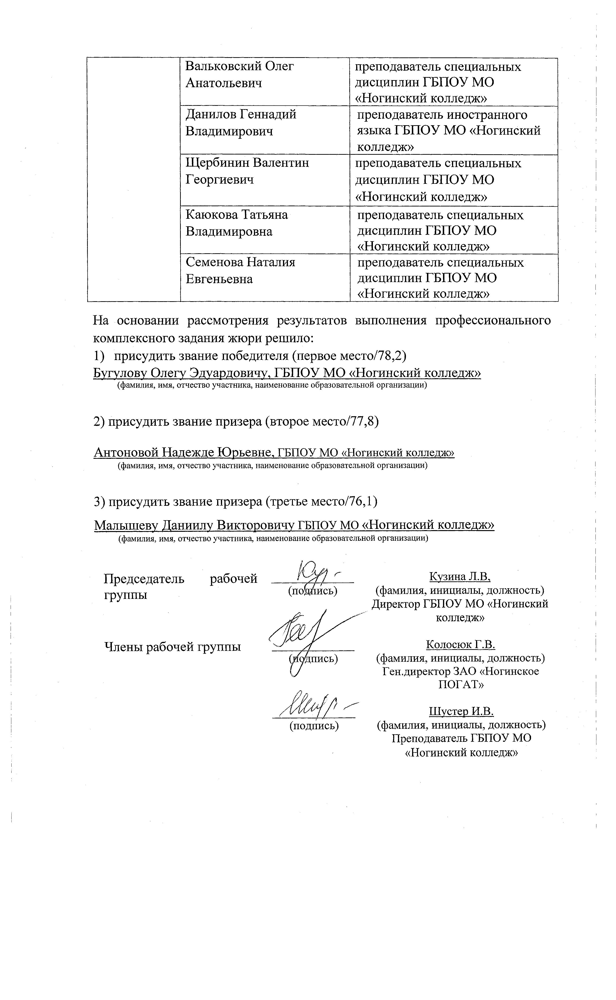 Вальковский Олег
Анатольевич
преподаватель специальных
дисциплин ГБПОУ МО
«Ногинский колледж»
Данилов Геннадий
Владимирович
преподаватель иностранного
языка ГБПОУ МО «Ногинский
колледж»
Щербинин Валентин
Георгиевич
преподаватель специальных
дисциплин ГБПОУ МО
«Ногинский колледж»
Каюкова Татьяна
Владимировна
преподаватель специальных
дисциплин ГБПОУ МО
«Ногинский колледж»
Семенова Наталия
Евгеньевна
преподаватель специальных
дисциплин ГБПОУ МО
«Ногинский колледж»
На основании рассмотрения результатов выполнения профессионального
комплексного задания жюри решило:
1) присудить звание победителя (первое место/78,2)
Бугулову Олегу Эдуардовичу, ГБПОУ МО «Ногинский колледж»
(фамилия, имя, отчество участника, наименование образовательной организации)
2) присудить звание призера (второе место/77,8)
Антоновой Надежде Юрьевне, ГБПОУ МО «Ногинский колледж»
(фамилия, имя, отчество участника, наименование образовательной организации)
3) присудить звание призера (третье место/76,1)
Малышеву Даниилу Викторовичу ГБПОУ МО «Ногинский колледж»
(фамилия, имя, отчество участника, наименование образовательной организации)
Председатель рабочей
группы
(подпись)
Кузина Л.В,
(фамилия, инициалы, должность)
Директор ГБПОУ МО «Ногинский
колледж»
Члены рабочей группы
(подпись)
Колосюк Г.В.
(фамилия, инициалы, должность)
Ген.директор ЗАО «Ногинское
ПОГАТ»
(подпись)
Шустер И.В.
(фамилия, инициалы, должность)
Преподаватель ГБПОУ МО
«Ногинский колледж»